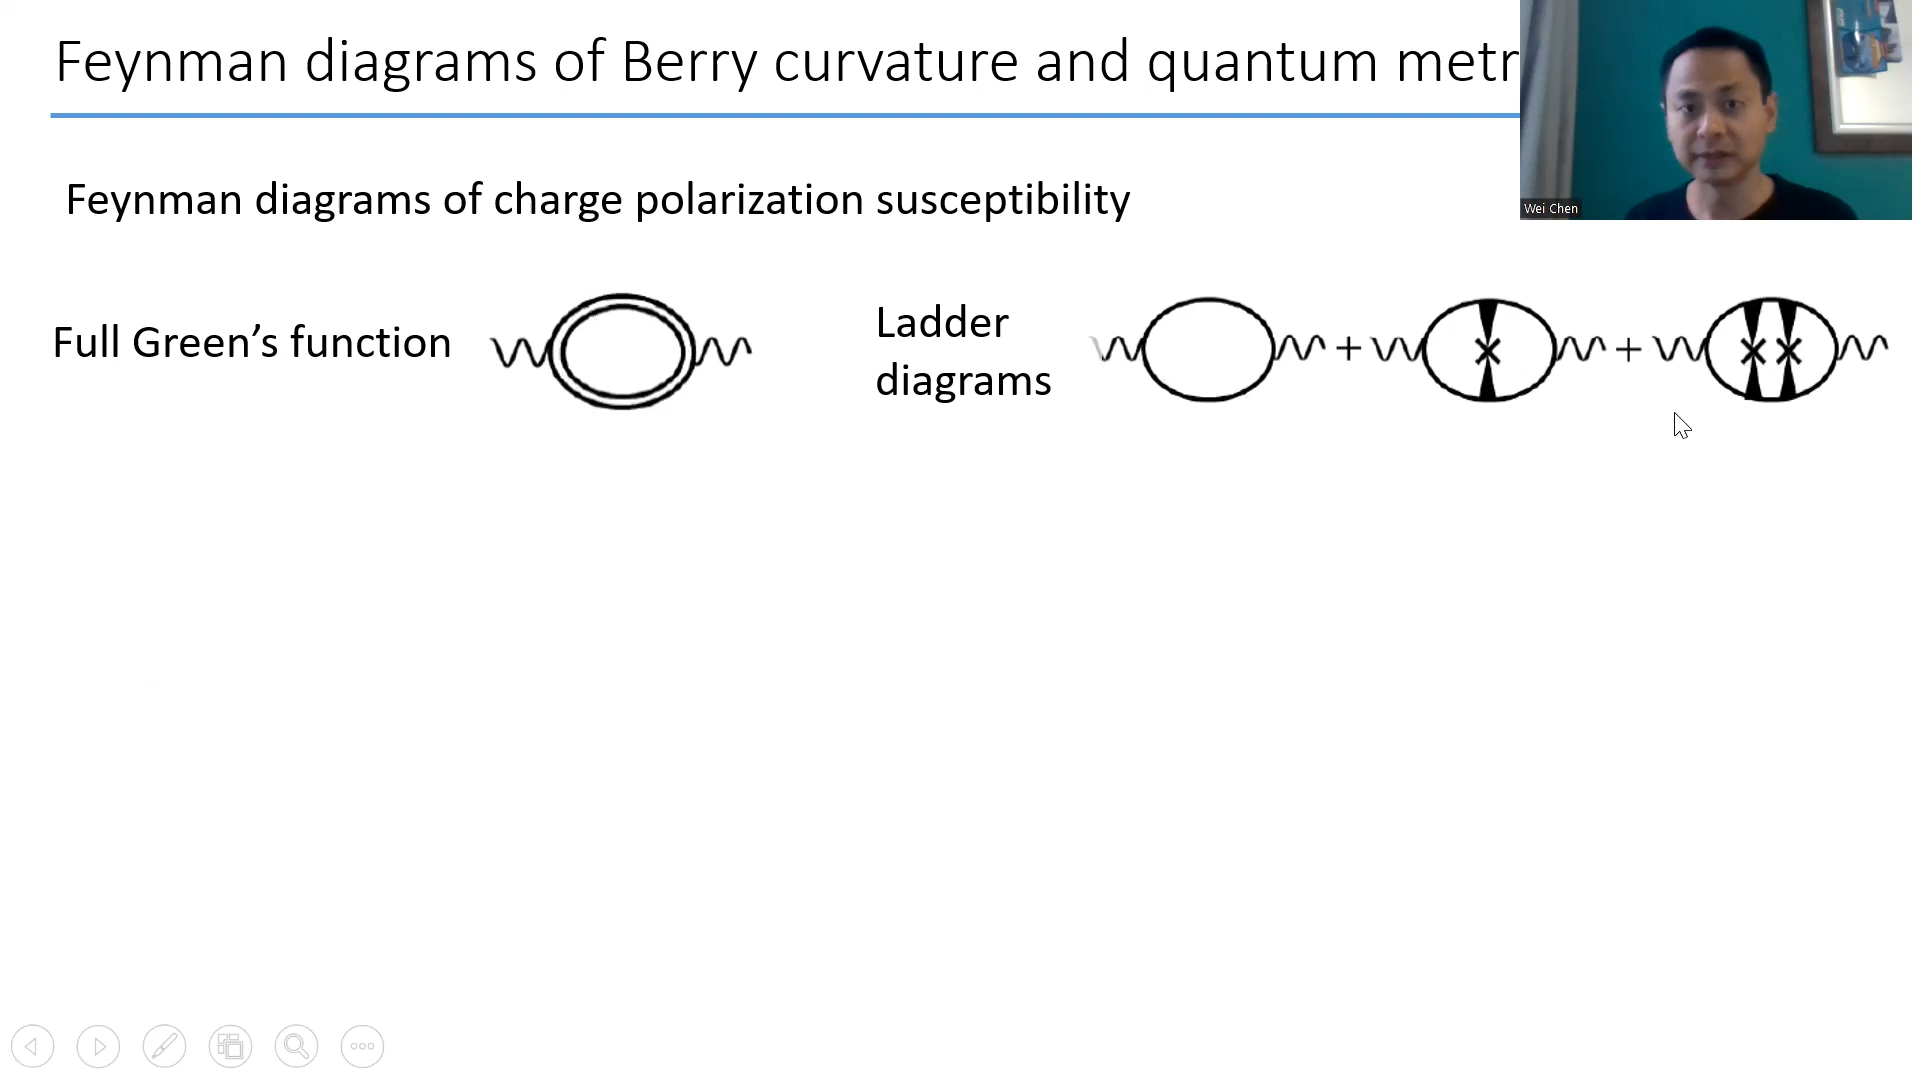 Feynman diagrams of Berry curvature and quantum metr
Wei Chen
Feynman diagrams of charge polarization susceptibility
Full Green’s function
Ladder
diagrams
+ +